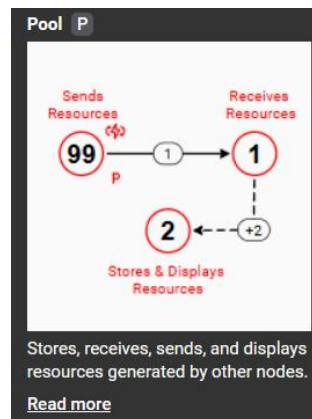 Pool P
Sends
Resources
Receives
Resources
99
1
1
P
2
+2
Stores & Displays
Resources
Stores, receives, sends, and displays
resources generated by other nodes.
Read more